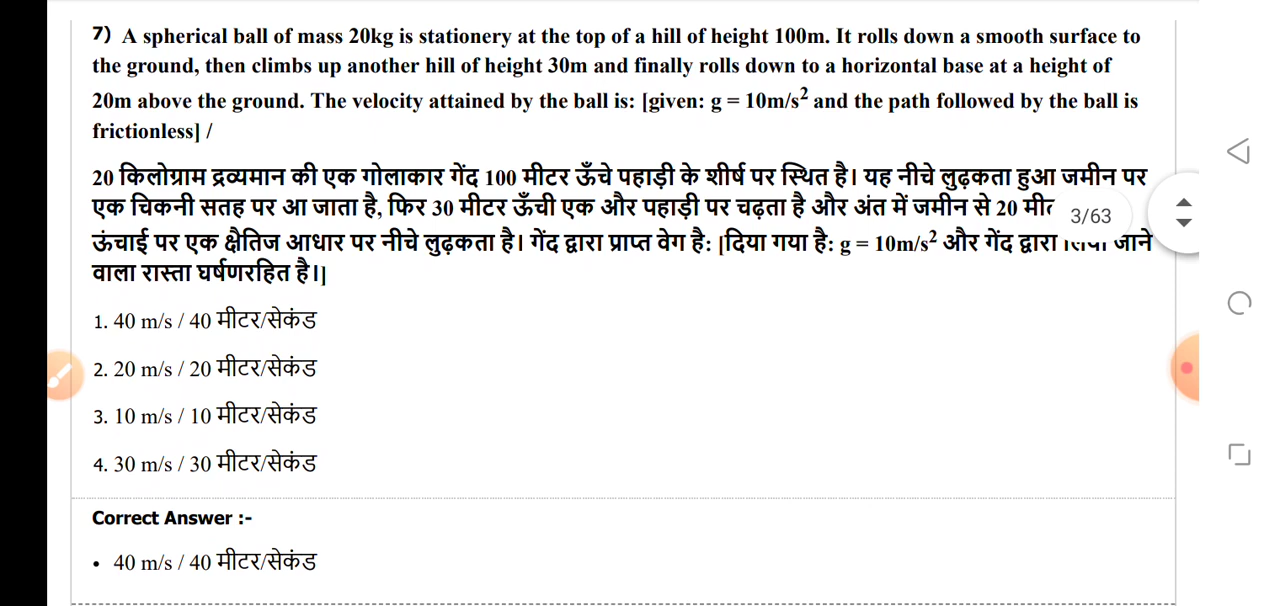 7) A spherical ball of mass 20kg is stationery at the top of a hill of height 100m. It rolls down a smooth surface to
the ground, then climbs up another hill of height 30m and finally rolls down to a horizontal base at a height of
20m above the ground. The velocity attained by the ball is: [given: g = 10m/s² and the path followed by the ball is
frictionless] /
20 किलोग्राम द्रव्यमान की एक गोलाकार गेंद 100 मीटर ऊँचे पहाड़ी के शीर्ष पर स्थित है। यह नीचे लुढ़कता हुआ जमीन पर
एक चिकनी सतह पर आ जाता है, फिर 30 मीटर ऊँची एक और पहाड़ी पर चढ़ता है और अंत में जमीन से 20
3/63
ऊंचाई पर एक क्षैतिज आधार पर नीचे लुढ़कता है। गेंद द्वारा प्राप्त वेग है: [दिया गया है: g = 10m/s² और गेंद द्वारा जाने
वाला रास्ता घर्षणरहित है।]
1. 40 m/s / 40 मीटर/सेकंड
2. 20 m/s / 20 मीटर/सेकंड
3. 10 m/s / 10 मीटर/सेकंड
4. 30 m/s / 30 मीटर/सेकंड
Correct Answer :-
• 40 m/s / 40 मीटर/सेकंड